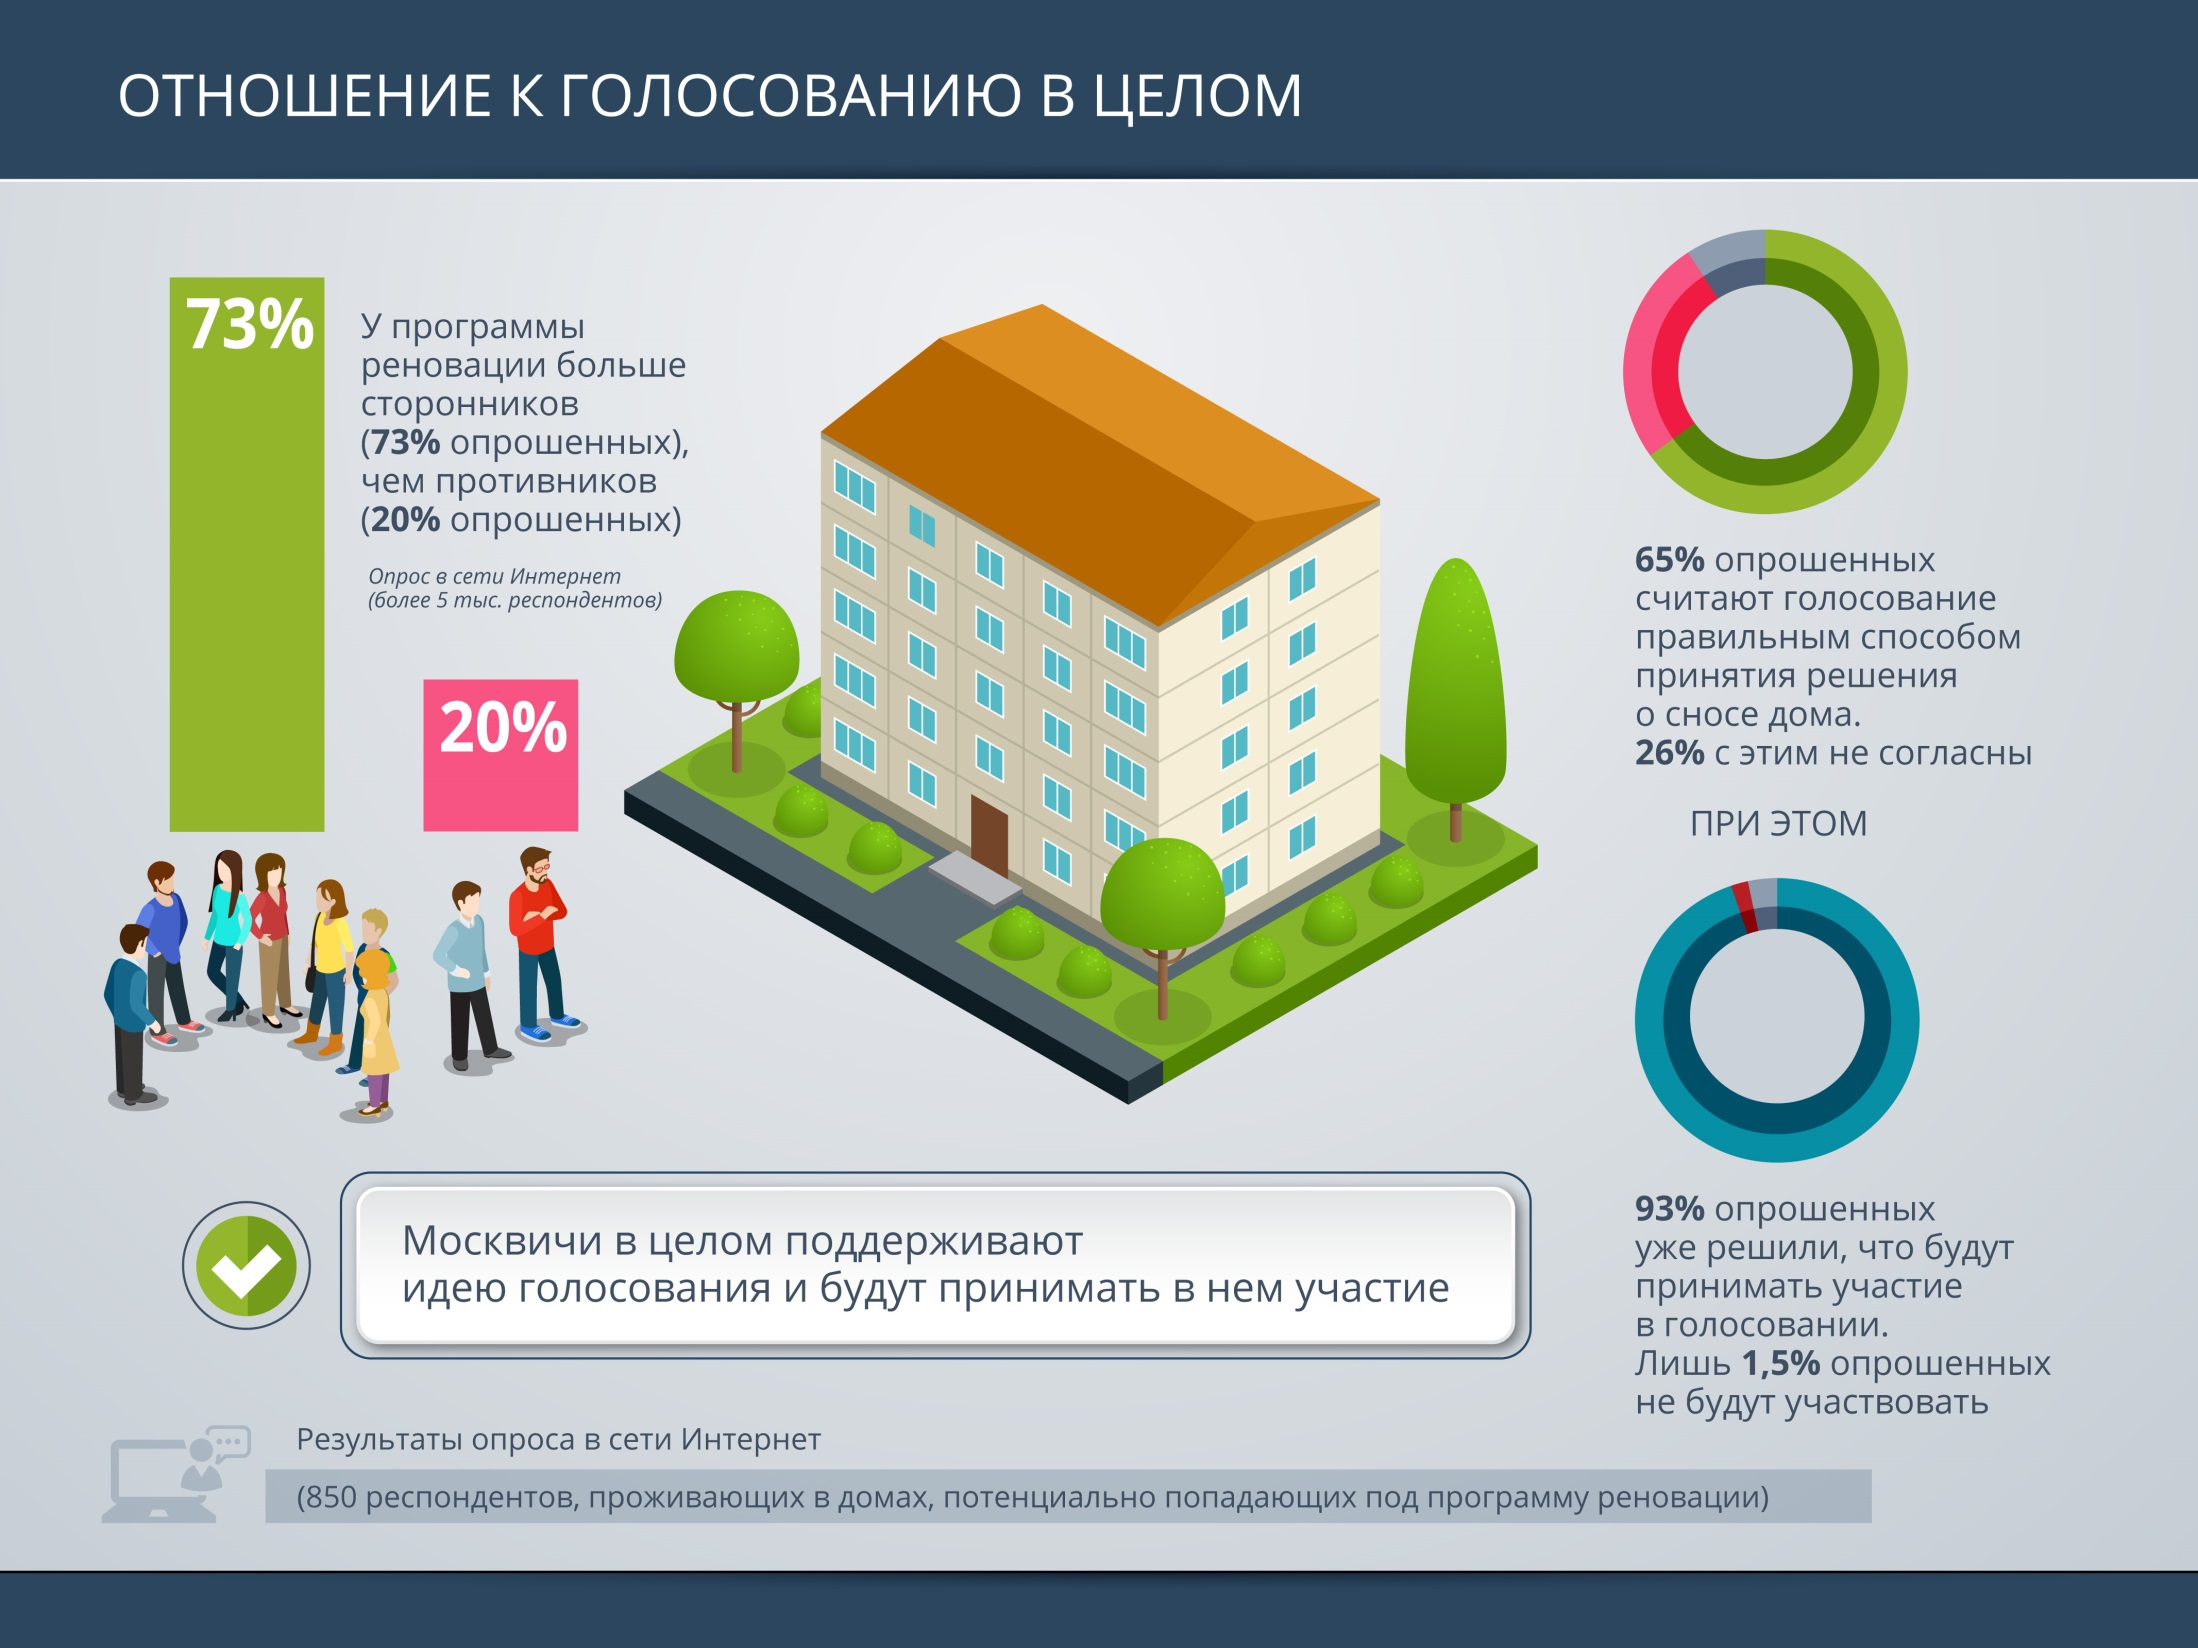 ОТНОШЕНИЕ К ГОЛОСОВАНИЮ В ЦЕЛОМ
73%
У программы
реновации больше
сторонников
(73% опрошенных),
чем противников
(20% опрошенных)
Опрос в сети Интернет
(более 5 тыс. респондентов)
20%
65% опрошенных
считают голосование
правильным способом
принятия решения
о сносе дома.
26% с этим не согласны
ПРИ ЭТОМ
93% опрошенных
уже решили, что будут
принимать участие
в голосовании.
Лишь 1,5% опрошенных
не будут участвовать
Москвичи в целом поддерживают
идею голосования и будут принимать в нем участие
Результаты опроса в сети Интернет
(850 респондентов, проживающих в домах, потенциально попадающих под программу реновации)